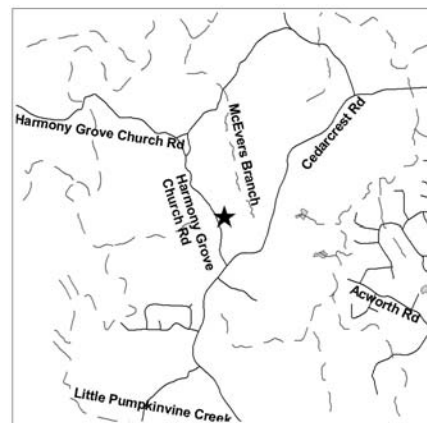 Harmony Grove Church Rd
McEvers Branch
Cedarcrest Rd
Harmony Grove
Church Rd
Acworth Rd
Little Pumpkinvine Creek